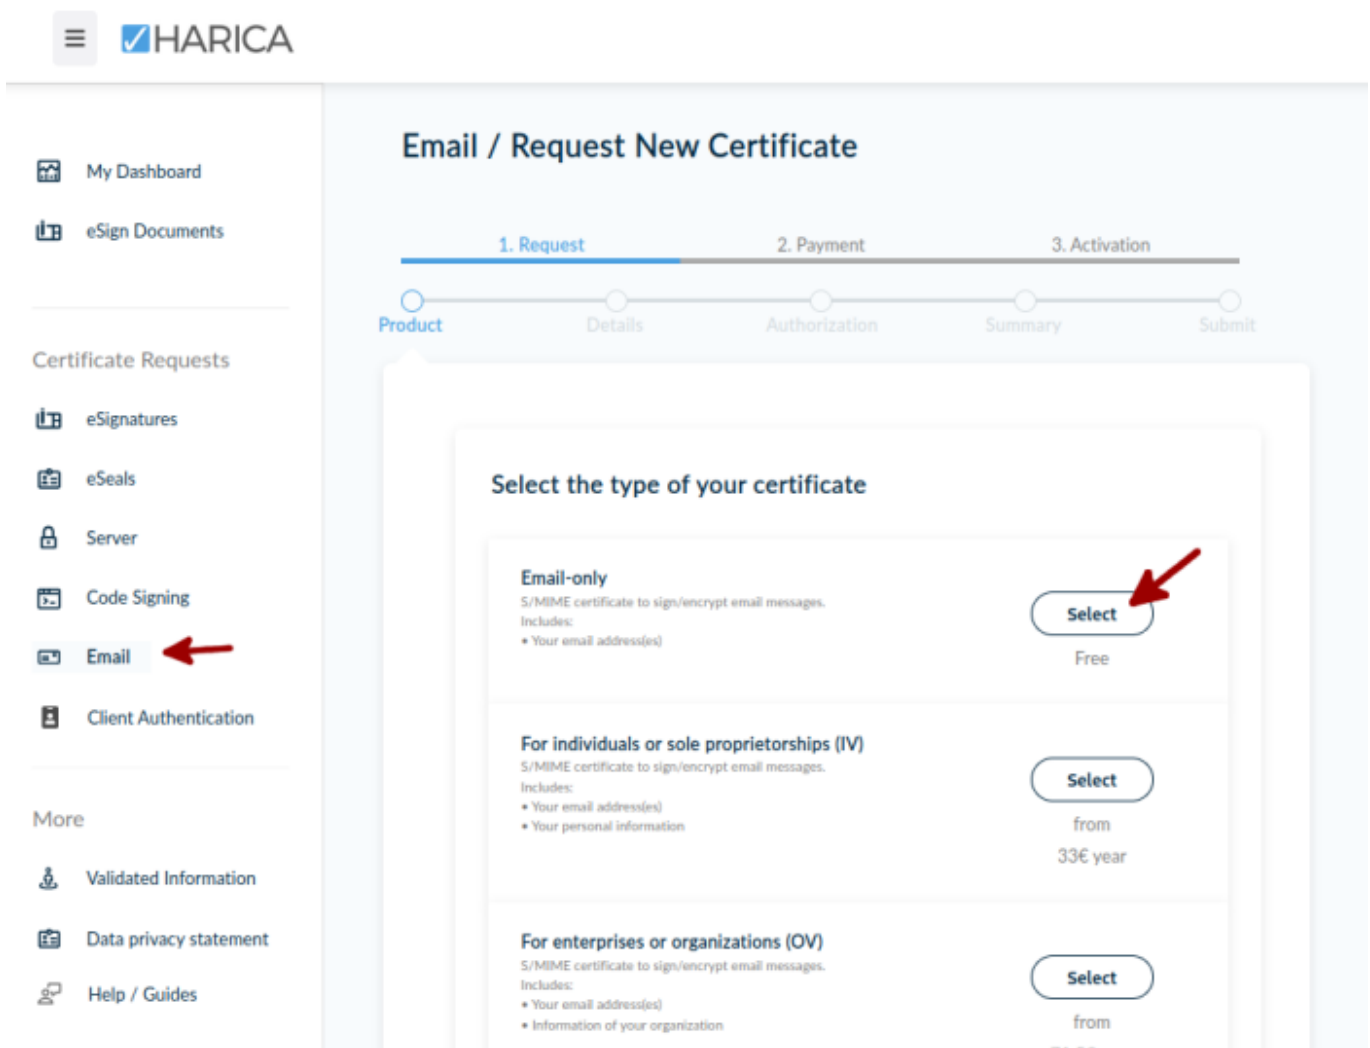 HARICA
My Dashboard
eSign Documents
Certificate Requests
eSignatures
eSeals
Server
Code Signing
Email
Client Authentication
More
Validated Information
Data privacy statement
Help / Guides
Email / Request New Certificate
1. Request
2. Payment
3. Activation
Product
Details
Authorization
Summary
Submit
Select the type of your certificate
Email-only
S/MIME certificate to sign/encrypt email messages.
Includes:
• Your email address(es)
Select
Free
For individuals or sole proprietorships (IV)
S/MIME certificate to sign/encrypt email messages.
Includes:
• Your email address(es)
• Your personal information
Select
from
33€ year
For enterprises or organizations (OV)
S/MIME certificate to sign/encrypt email messages.
Includes:
• Your email address(es)
• Information of your organization
Select
from